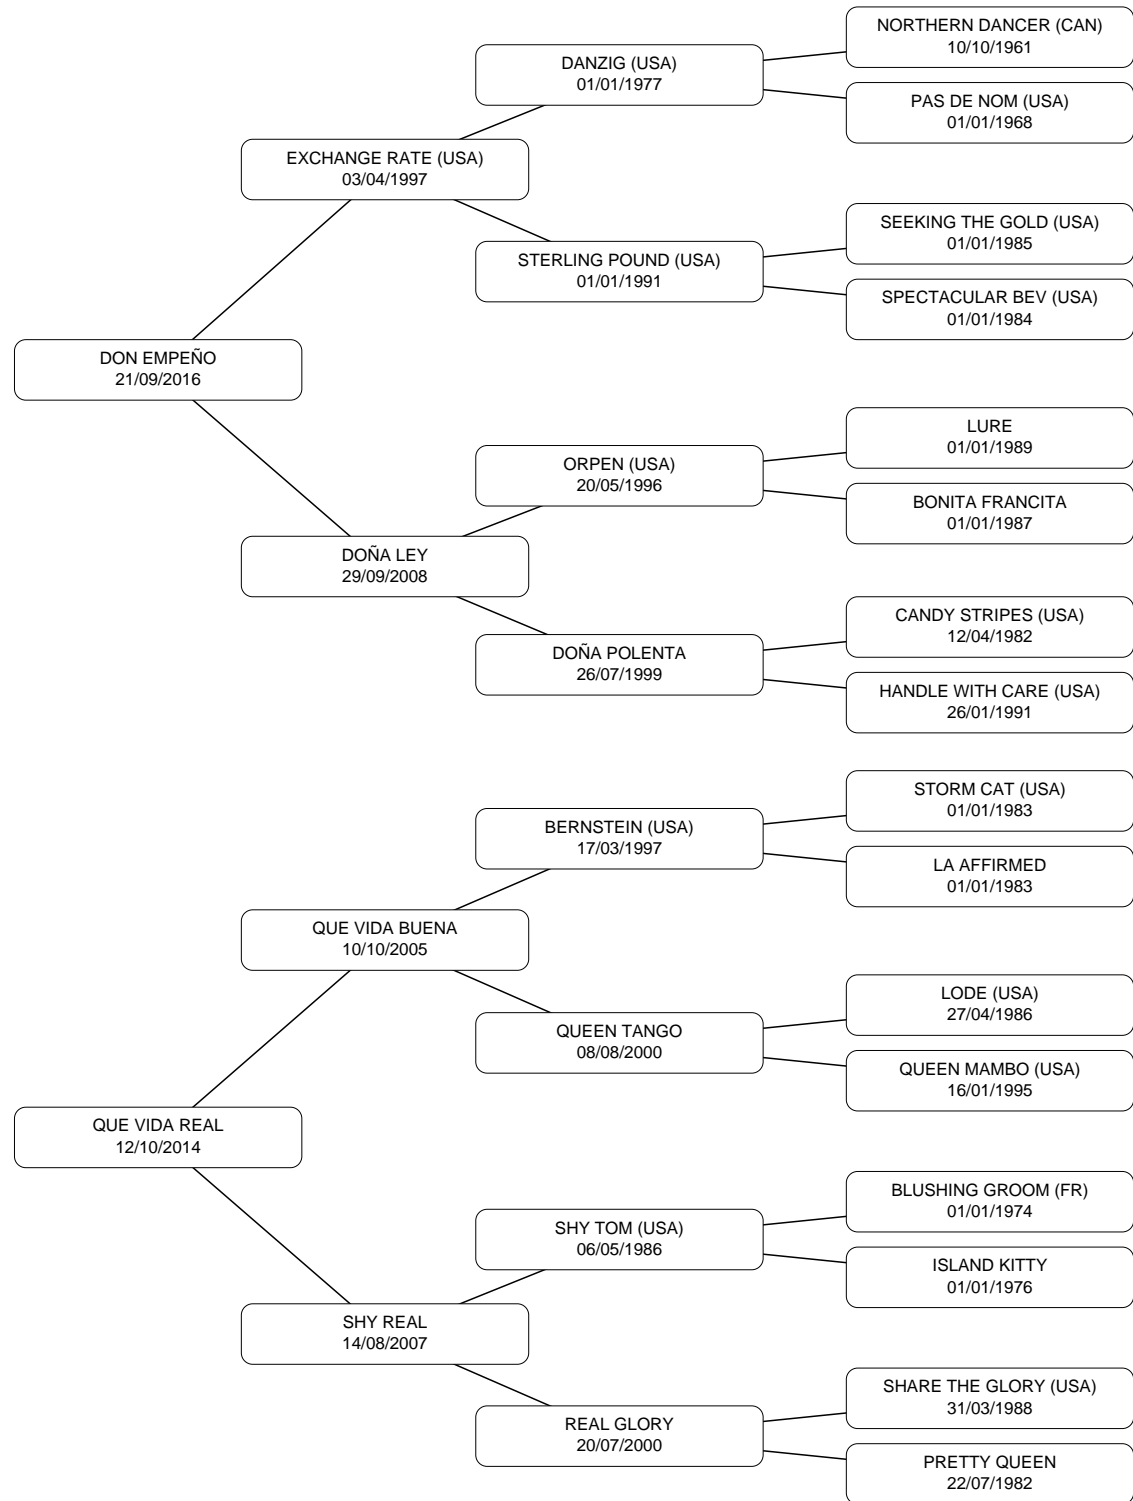 NORTHERN DANCER (CAN)
10/10/1961
DANZIG (USA)
01/01/1977
PAS DE NOM (USA)
01/01/1968
EXCHANGE RATE (USA)
03/04/1997
SEEKING THE GOLD (USA)
01/01/1985
STERLING POUND (USA)
01/01/1991
SPECTACULAR BEV (USA)
01/01/1984
DON EMPEÑO
21/09/2016
LURE
01/01/1989
ORPEN (USA)
20/05/1996
BONITA FRANCITA
01/01/1987
DOÑA LEY
29/09/2008
CANDY STRIPES (USA)
12/04/1982
DOÑA POLENTA
26/07/1999
HANDLE WITH CARE (USA)
26/01/1991
STORM CAT (USA)
01/01/1983
BERNSTEIN (USA)
17/03/1997
LA AFFIRMED
01/01/1983
QUE VIDA BUENA
10/10/2005
LODE (USA)
27/04/1986
QUEEN TANGO
08/08/2000
QUEEN MAMBO (USA)
16/01/1995
QUE VIDA REAL
12/10/2014
BLUSHING GROOM (FR)
01/01/1974
SHY TOM (USA)
06/05/1986
ISLAND KITTY
01/01/1976
SHY REAL
14/08/2007
SHARE THE GLORY (USA)
31/03/1988
REAL GLORY
20/07/2000
PRETTY QUEEN
22/07/1982